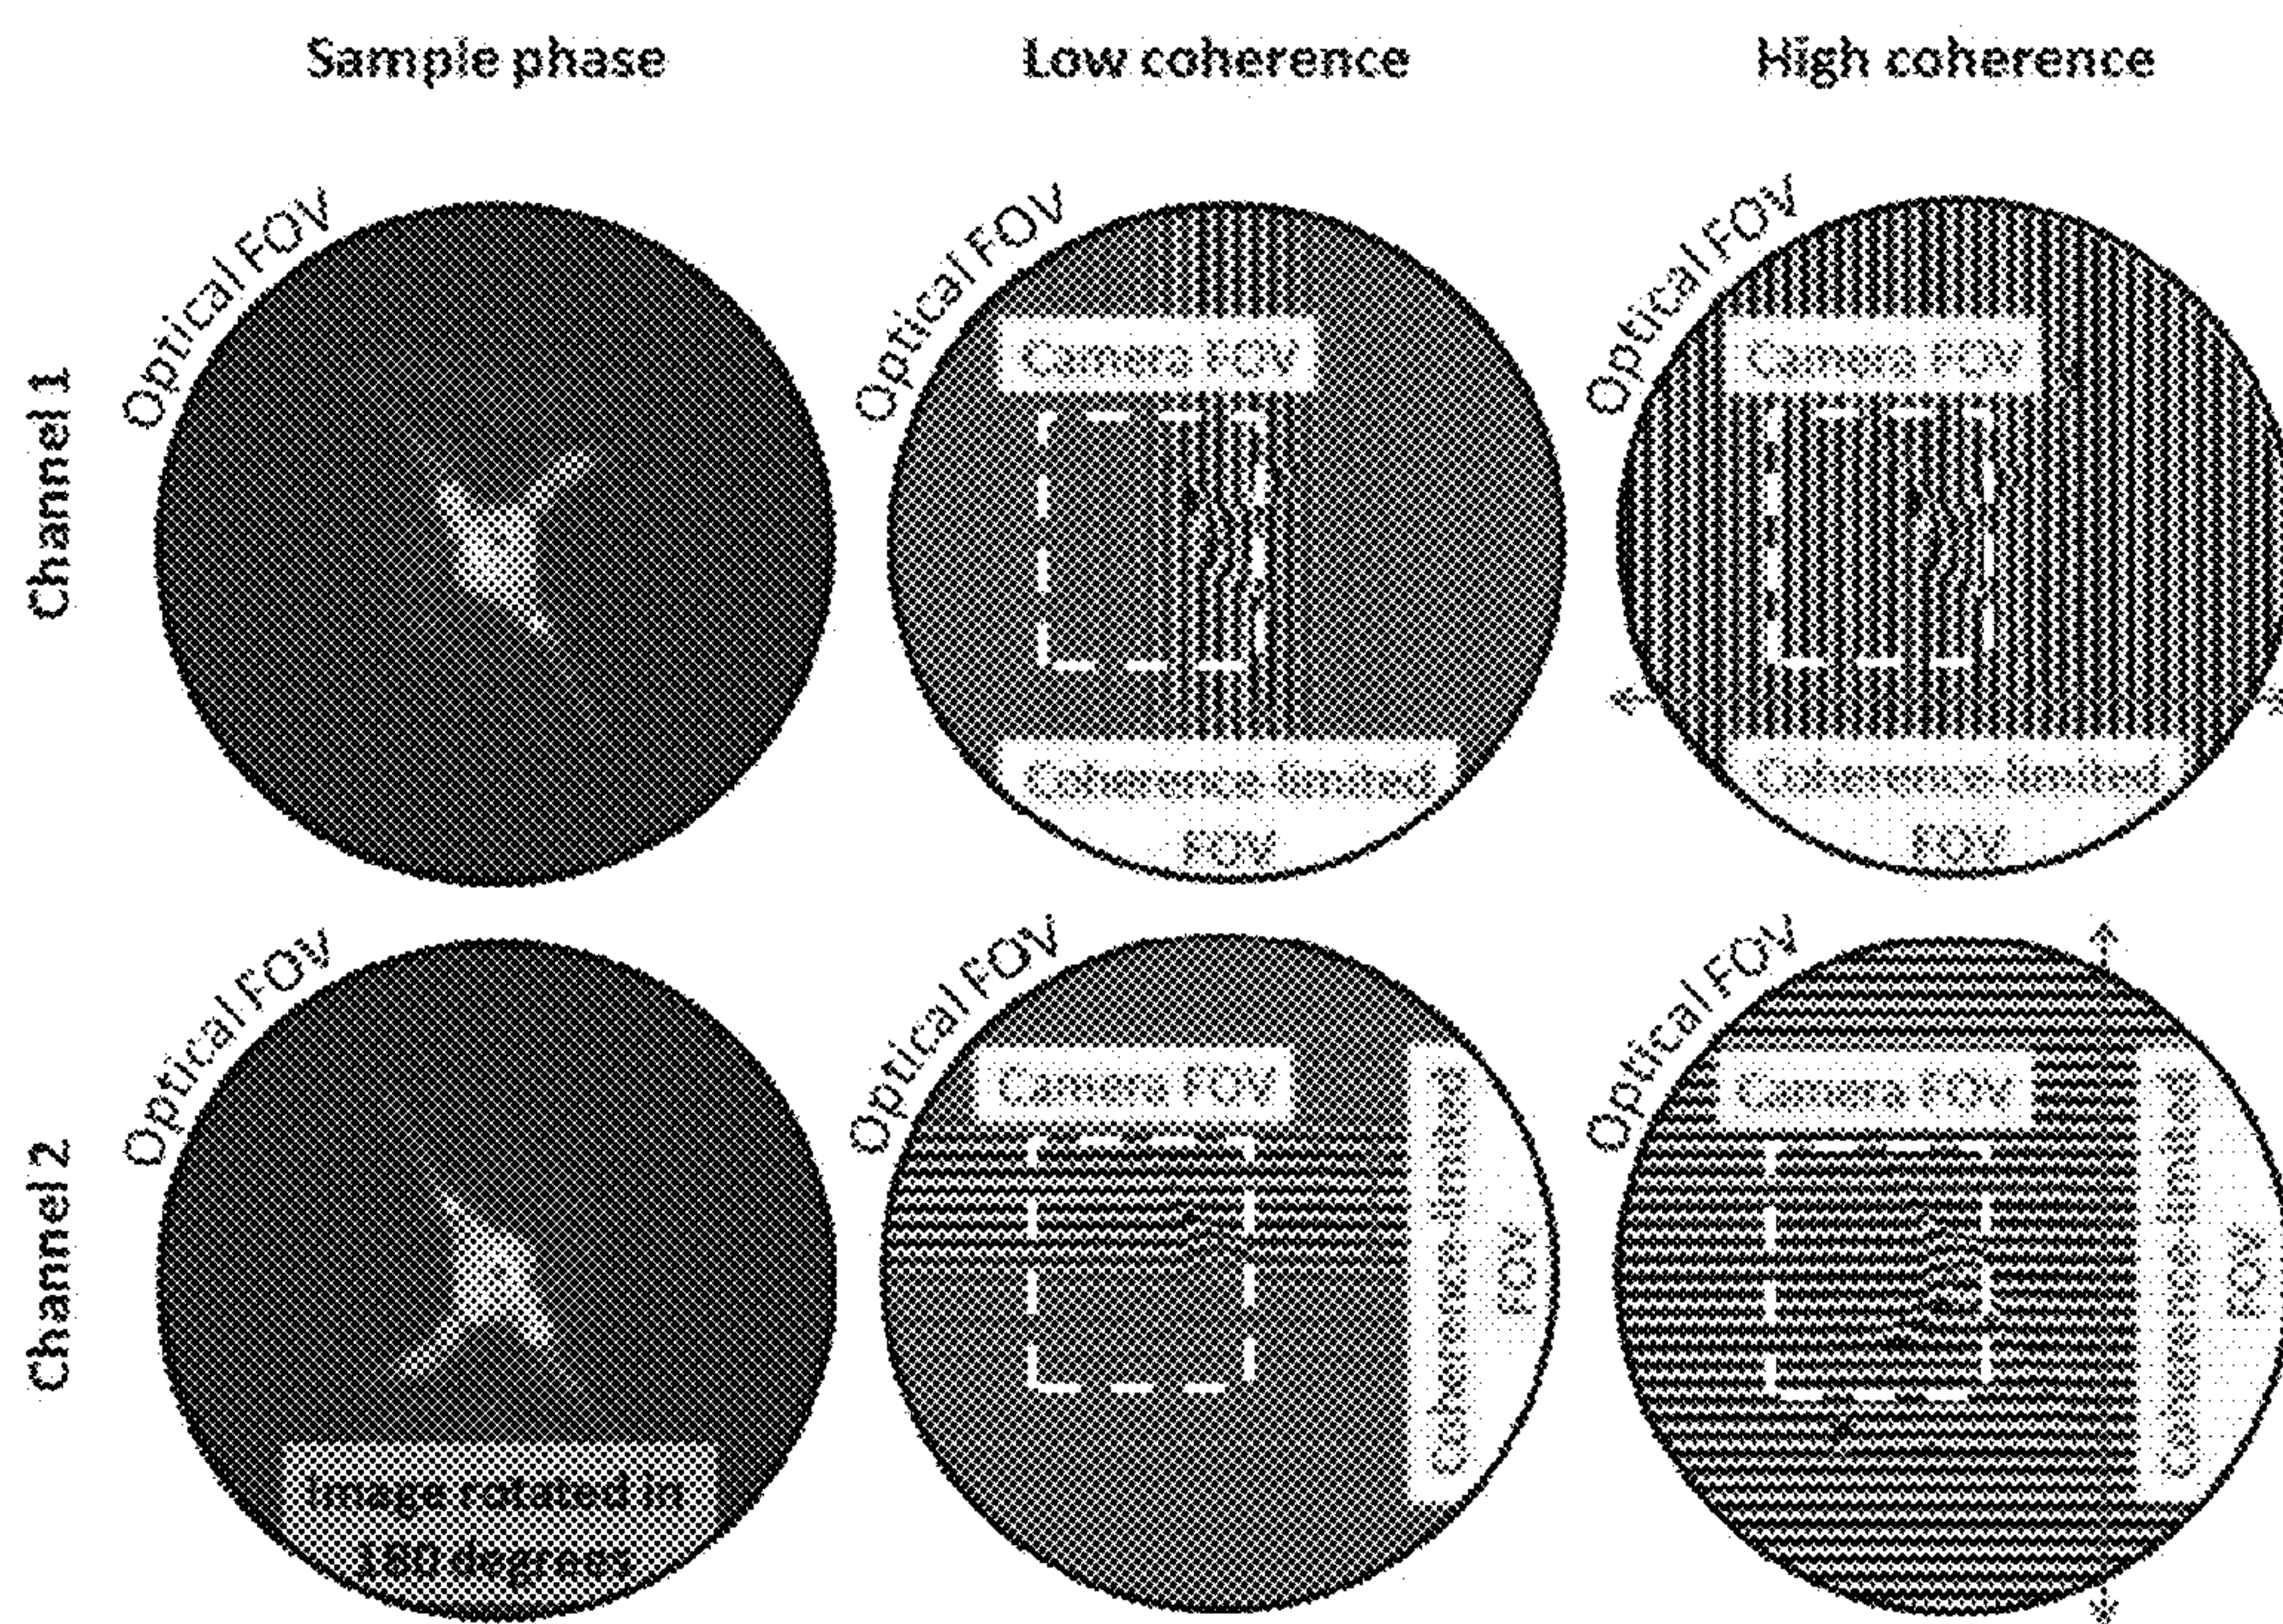 Sample phase
Low coherence
High coherence
Channel 1
Optical FOV
Optical FOV
Camera FOV
Coherence-limited
FOV
Optical FOV
Camera FOV
Coherence-limited
FOV
Channel 2
Optical FOV
Image rotated in
180 degrees
Optical FOV
Camera FOV
Coherence-limited
FOV
Optical FOV
Camera FOV
Coherence-limited
FOV